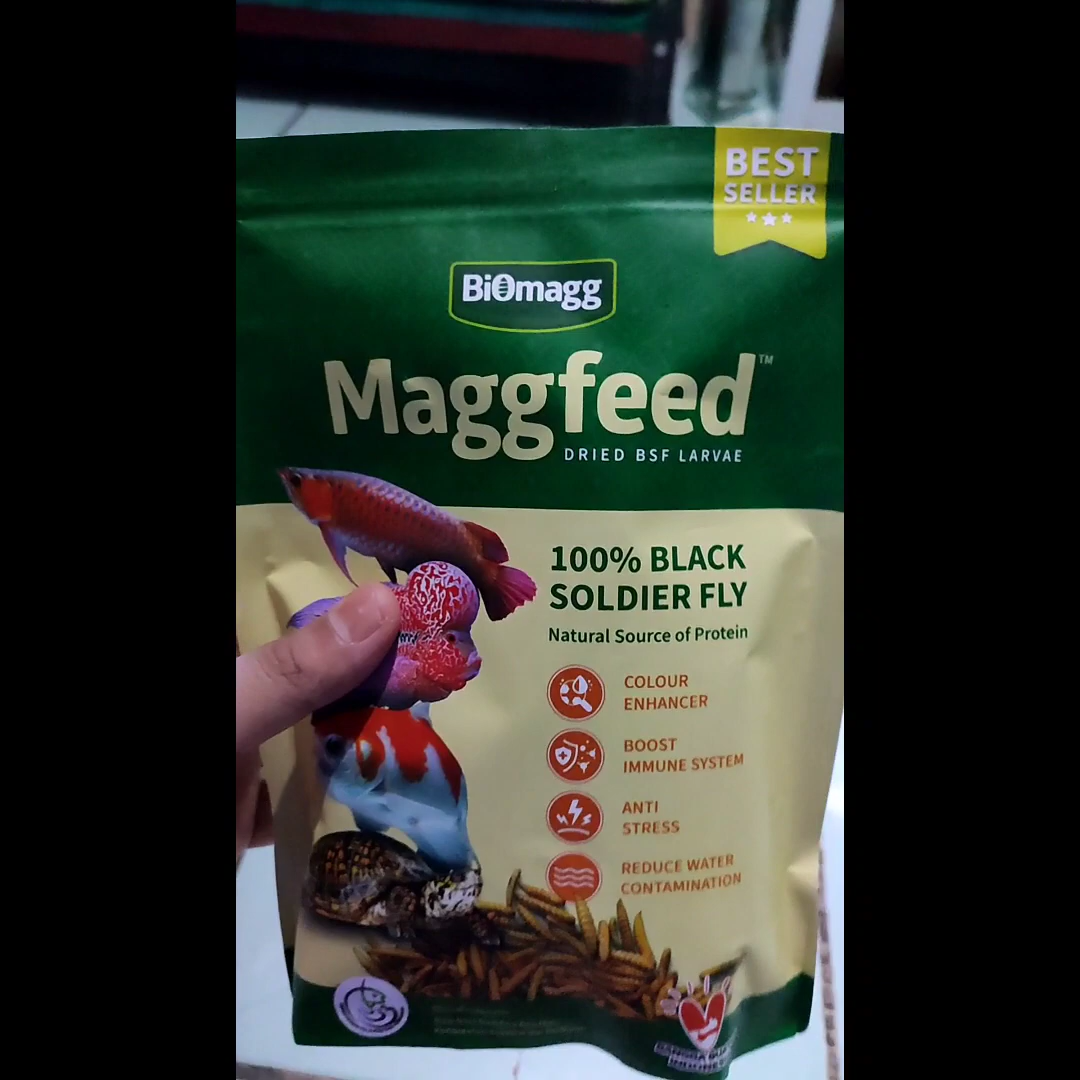 BEST
SELLER
BiOmagg
Maggfeed™
DRIED BSF LARVAE
100% BLACK
SOLDIER FLY
Natural Source of Protein
COLOUR
ENHANCER
BOOST
IMMUNE SYSTEM
ANTI
STRESS
REDUCE WATER
CONTAMINATION